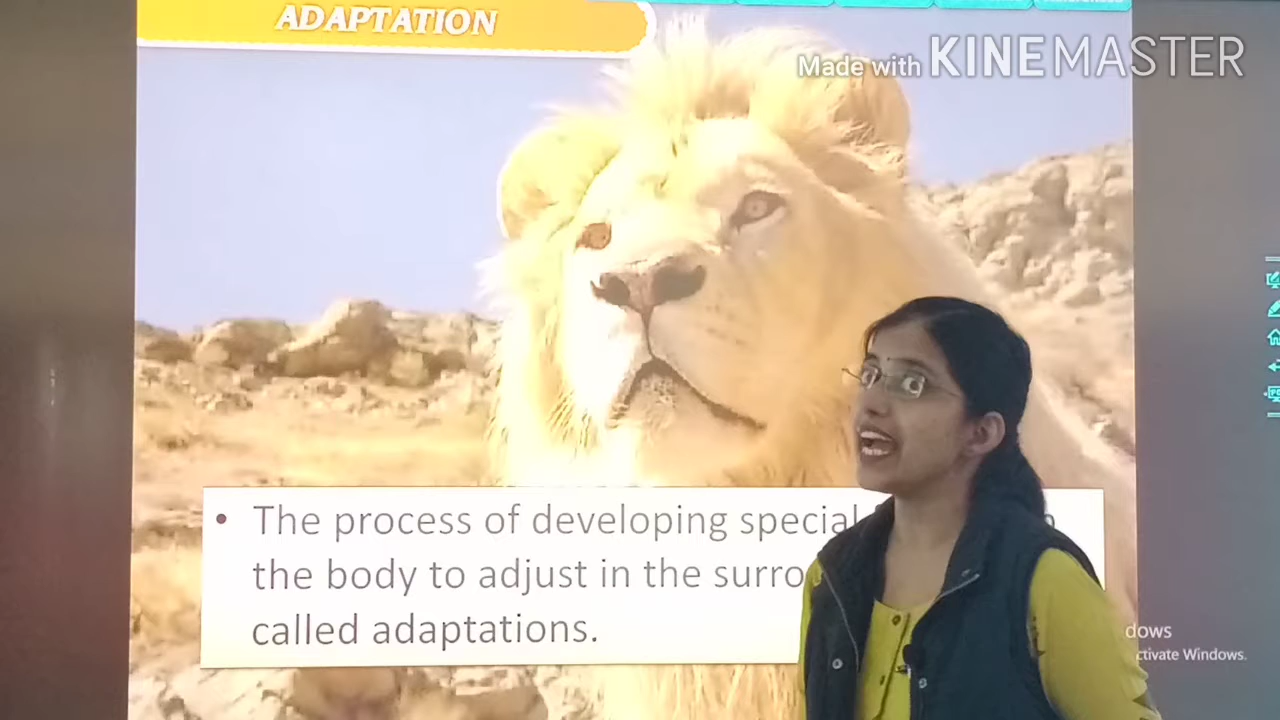 ADAPTATION
Made with KINEMASTER
• The process of developing special
the body to adjust in the surro
called adaptations.
dows
ctivate Windows.